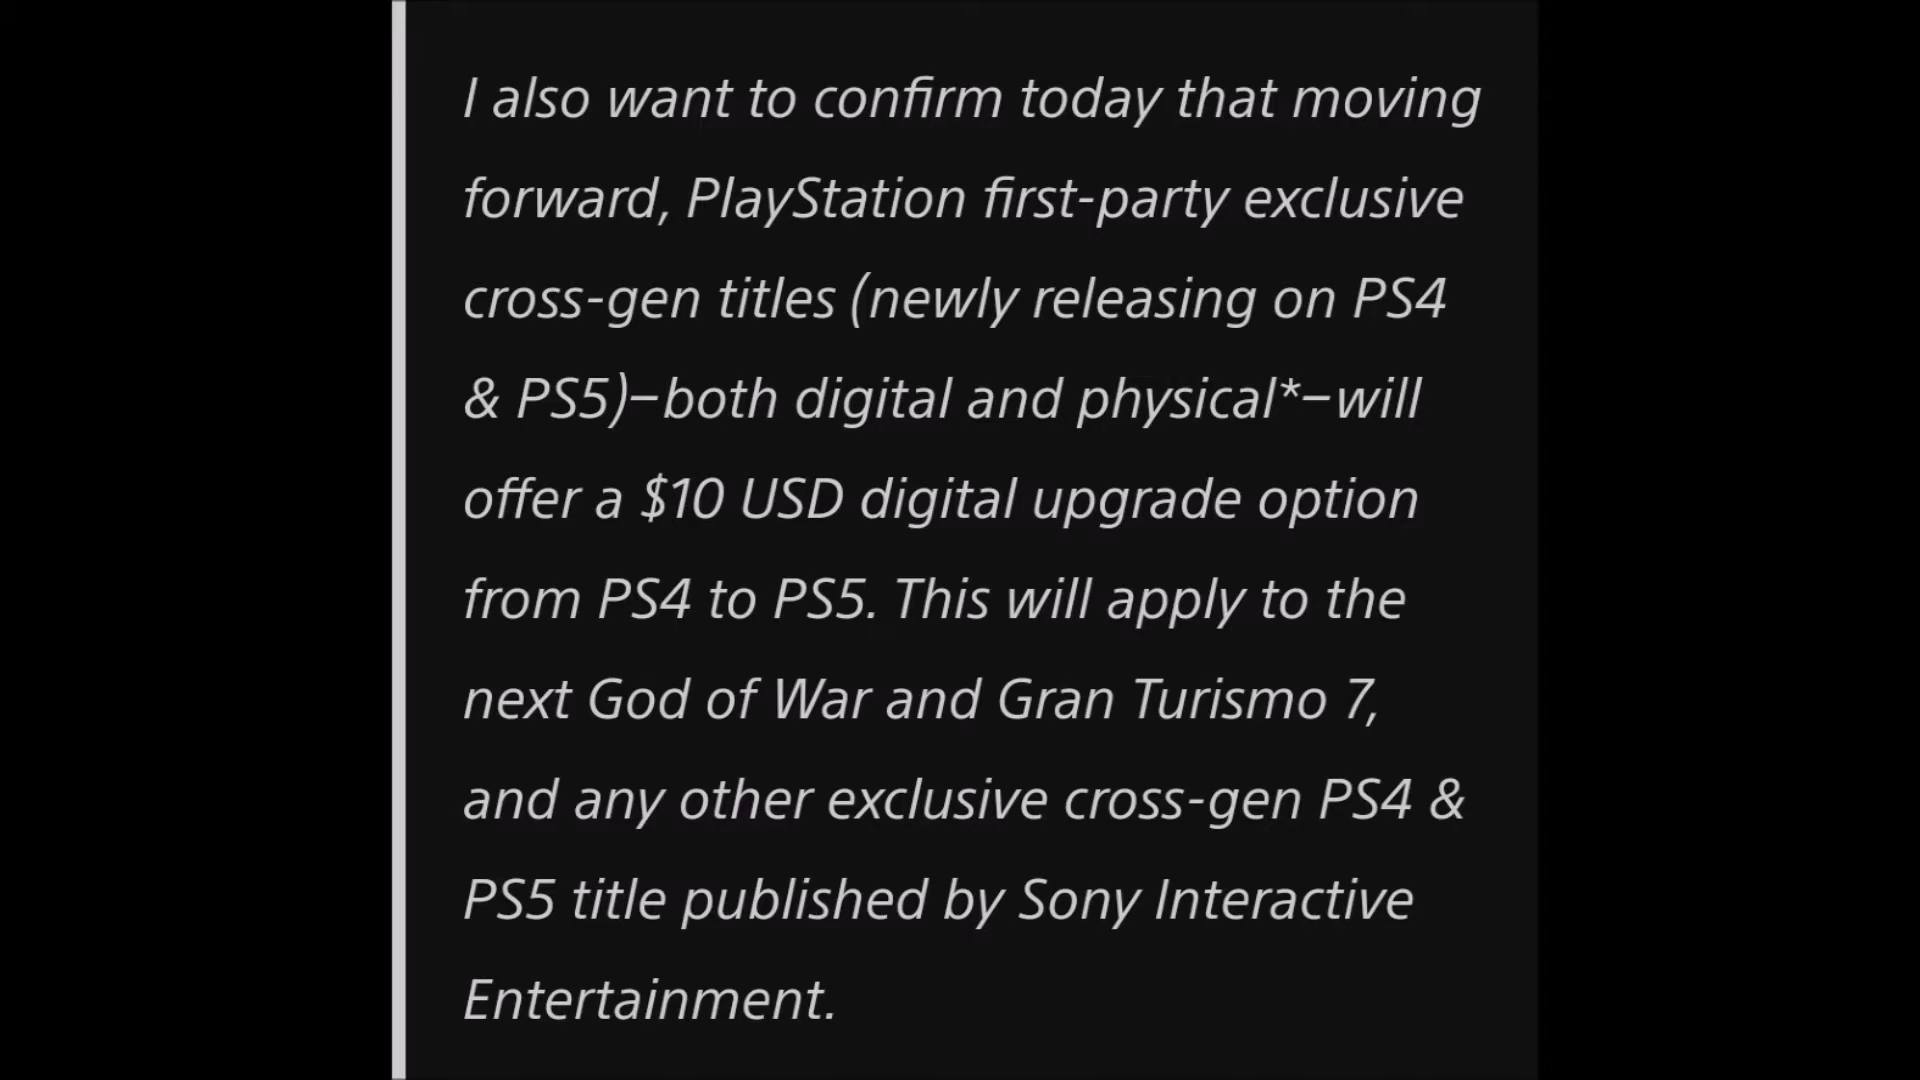 I also want to confirm today that moving
forward, PlayStation first-party exclusive
cross-gen titles (newly releasing on PS4
& PS5)–both digital and physical*–will
offer a $10 USD digital upgrade option
from PS4 to PS5. This will apply to the
next God of War and Gran Turismo 7,
and any other exclusive cross-gen PS4 &
PS5 title published by Sony Interactive
Entertainment.